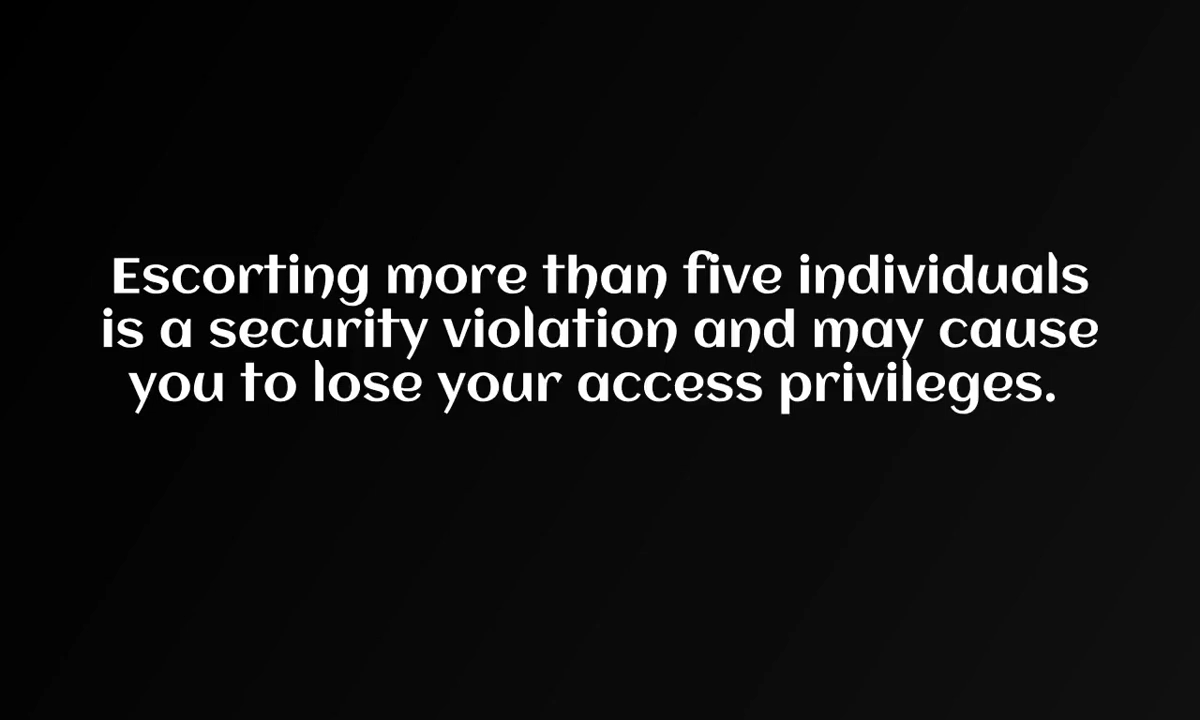 Escorting more than five individuals
is a security violation and may cause
you to lose your access privileges.